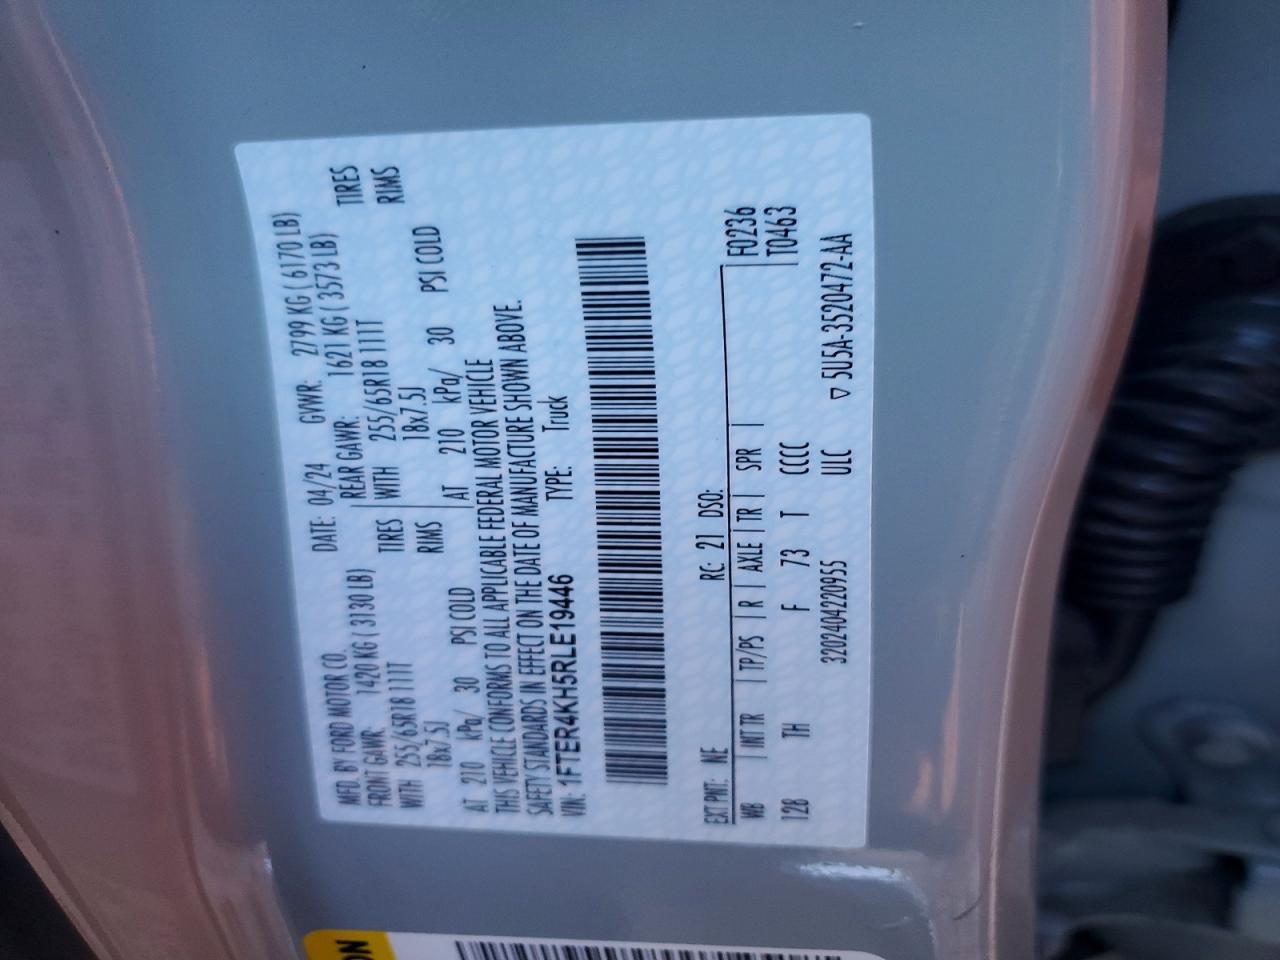 MFD. BY FORD MOTOR CO. DATE: 04/24 GVWR: 2799 KG ( 6170 LB)
FRONT GAWR: 1420 KG ( 3130 LB) REAR GAWR: 1621 KG ( 3573 LB)
WITH 255/65R18 111T TIRES WITH 255/65R18 111T TIRES
18x7.5J RIMS 18x7.5J RIMS
AT 210 kPa/ 30 PSI COLD AT 210 kPa/ 30 PSI COLD
THIS VEHICLE CONFORMS TO ALL APPLICABLE FEDERAL MOTOR VEHICLE
SAFETY STANDARDS IN EFFECT ON THE DATE OF MANUFACTURE SHOWN ABOVE.
VIN: 1FTER4KH5RLE19446 TYPE: Truck
EXT PNT: NE RC: 21 DSO: F0236
WB | INT TR | TP/PS | R | AXLE | TR | SPR | T0463
128 TH F 73 T CCCC
320240422095S ULC ▽ 5U5A-3520472-AA